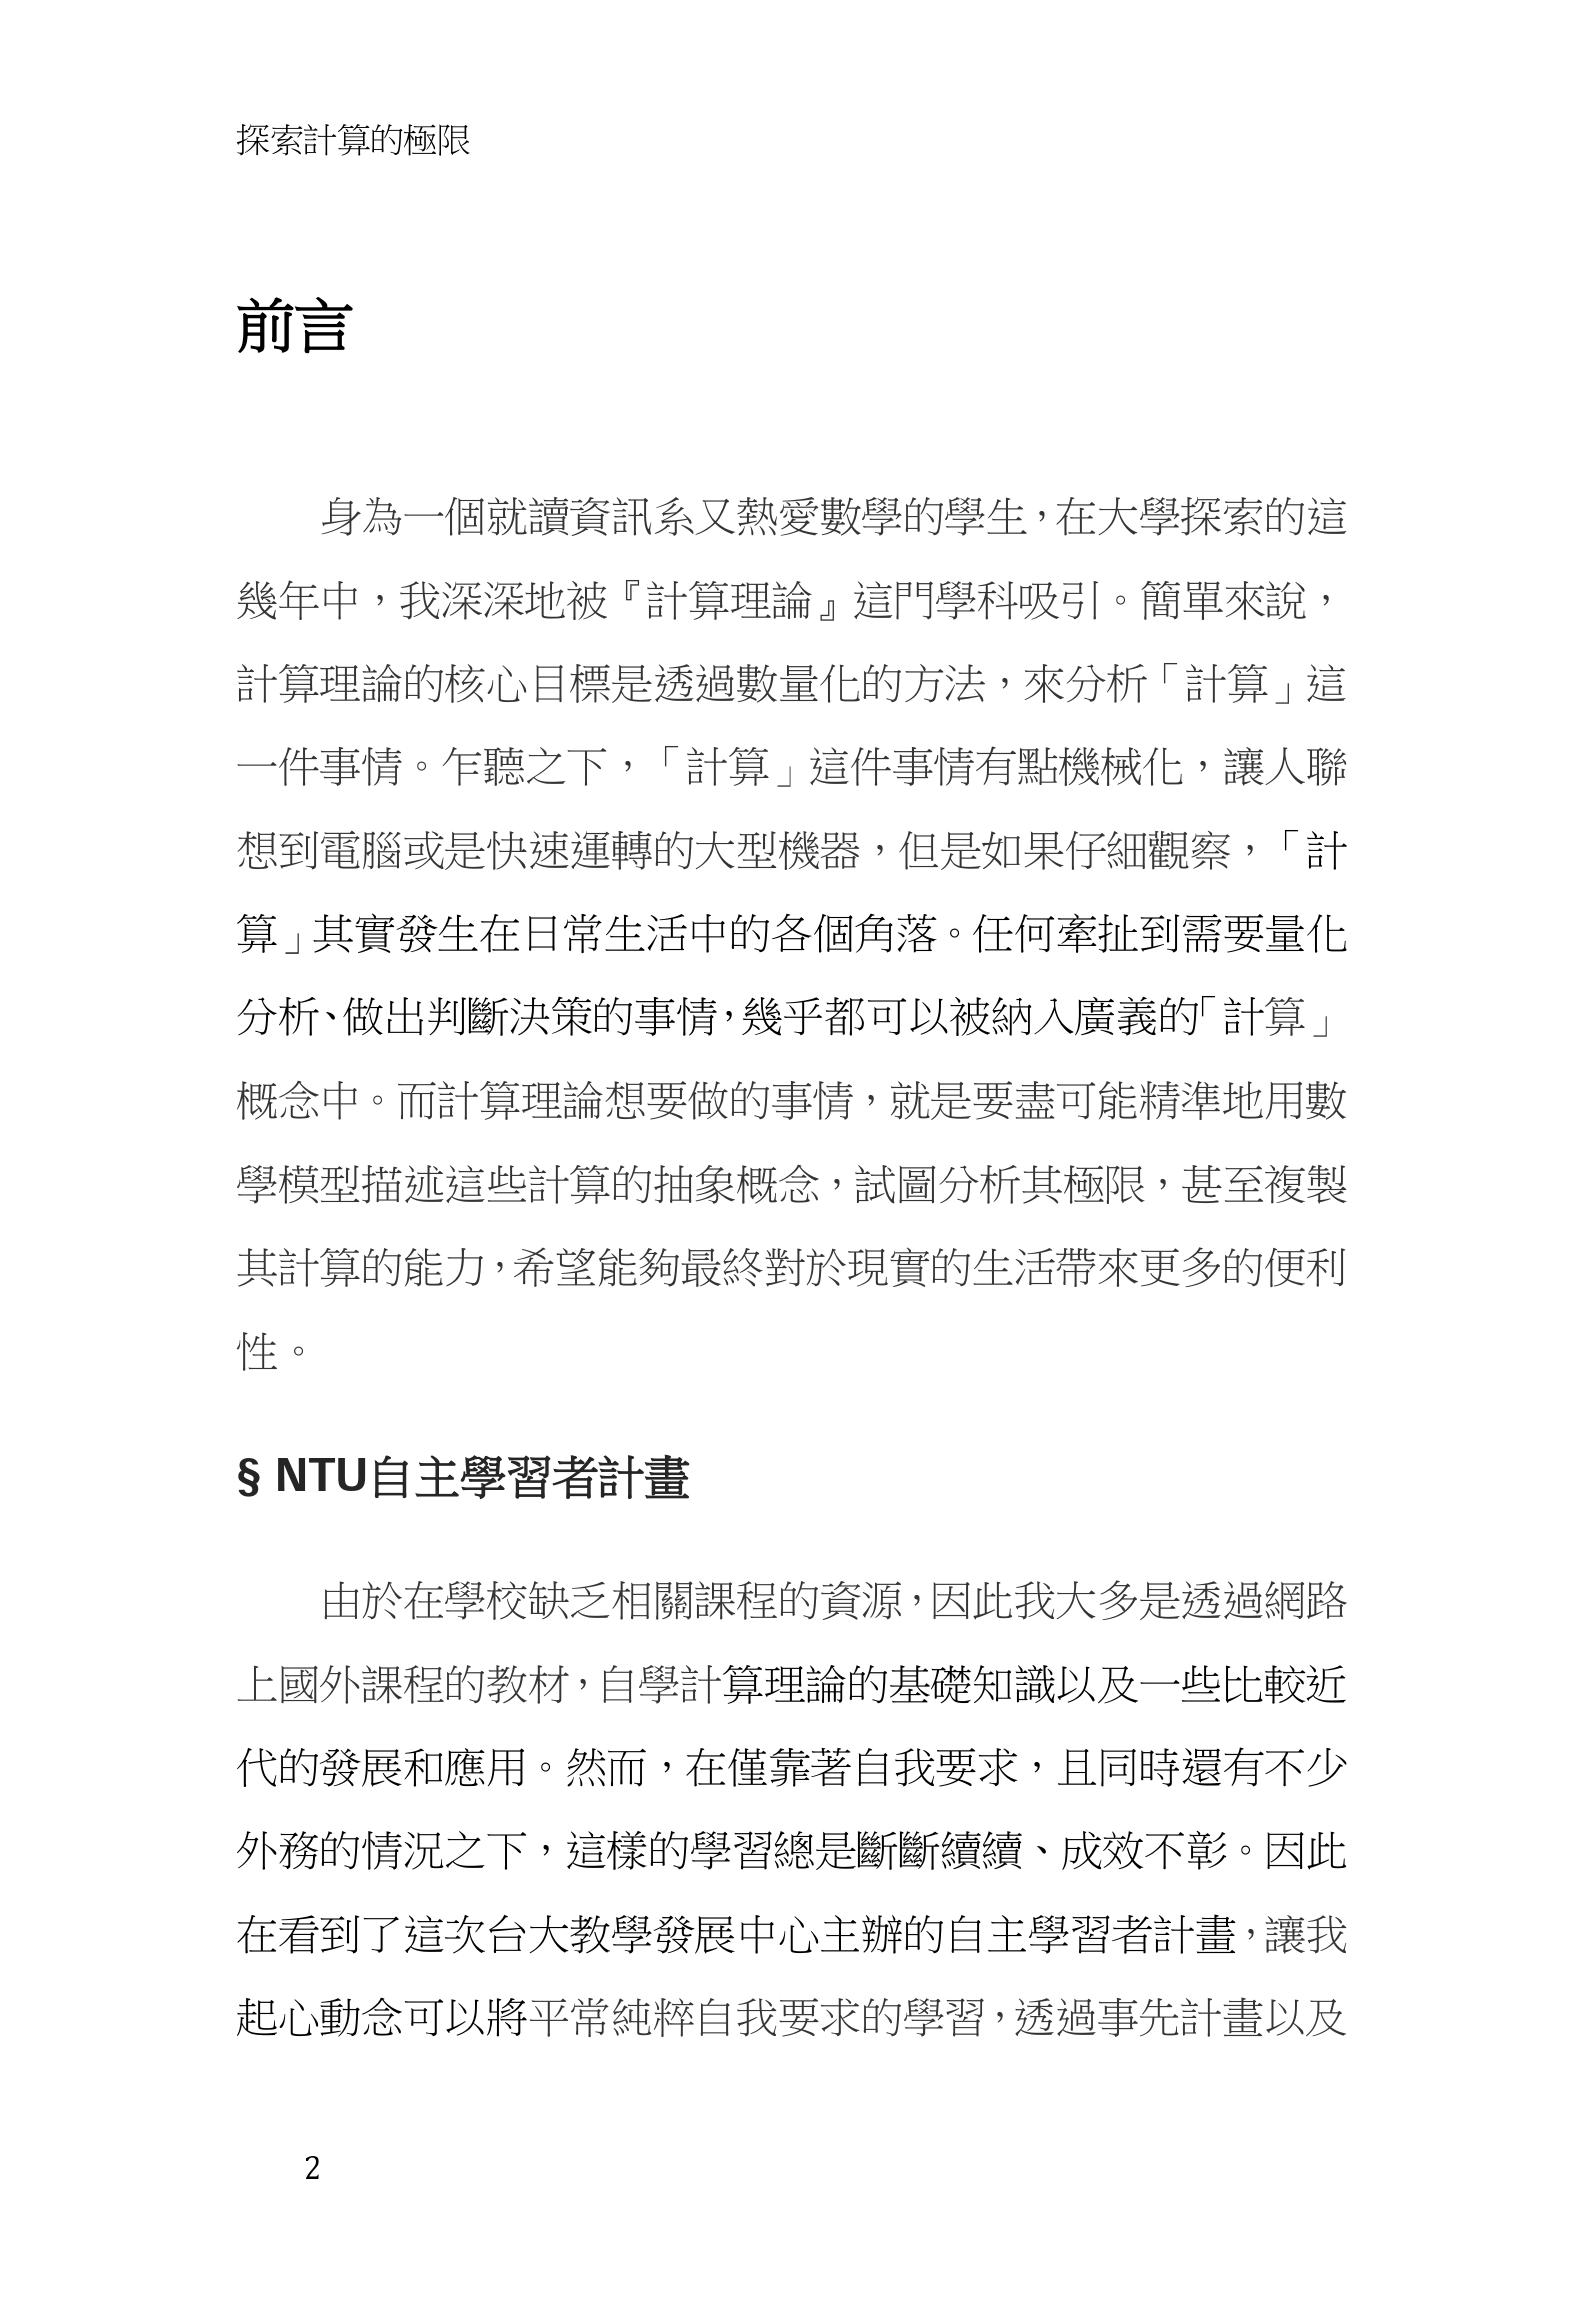 探索計算的極限
前言
身為一個就讀資訊系又熱愛數學的學生，在大學探索的這
幾年中，我深深地被『計算理論』這門學科吸引。簡單來說，
計算理論的核心目標是透過數量化的方法，來分析「計算」這
一件事情。乍聽之下，「計算」這件事情有點機械化，讓人聯
想到電腦或是快速運轉的大型機器，但是如果仔細觀察，「計
算」其實發生在日常生活中的各個角落。任何牽扯到需要量化
分析、做出判斷決策的事情，幾乎都可以被納入廣義的「計算」
概念中。而計算理論想要做的事情，就是要盡可能精準地用數
學模型描述這些計算的抽象概念，試圖分析其極限，甚至複製
其計算的能力，希望能夠最終對於現實的生活帶來更多的便利
性。
§ NTU自主學習者計畫
由於在學校缺乏相關課程的資源，因此我大多是透過網路
上國外課程的教材，自學計算理論的基礎知識以及一些比較近
代的發展和應用。然而，在僅靠著自我要求，且同時還有不少
外務的情況之下，這樣的學習總是斷斷續續、成效不彰。因此
在看到了這次台大教學發展中心主辦的自主學習者計畫，讓我
起心動念可以將平常純粹自我要求的學習，透過事先計畫以及
2